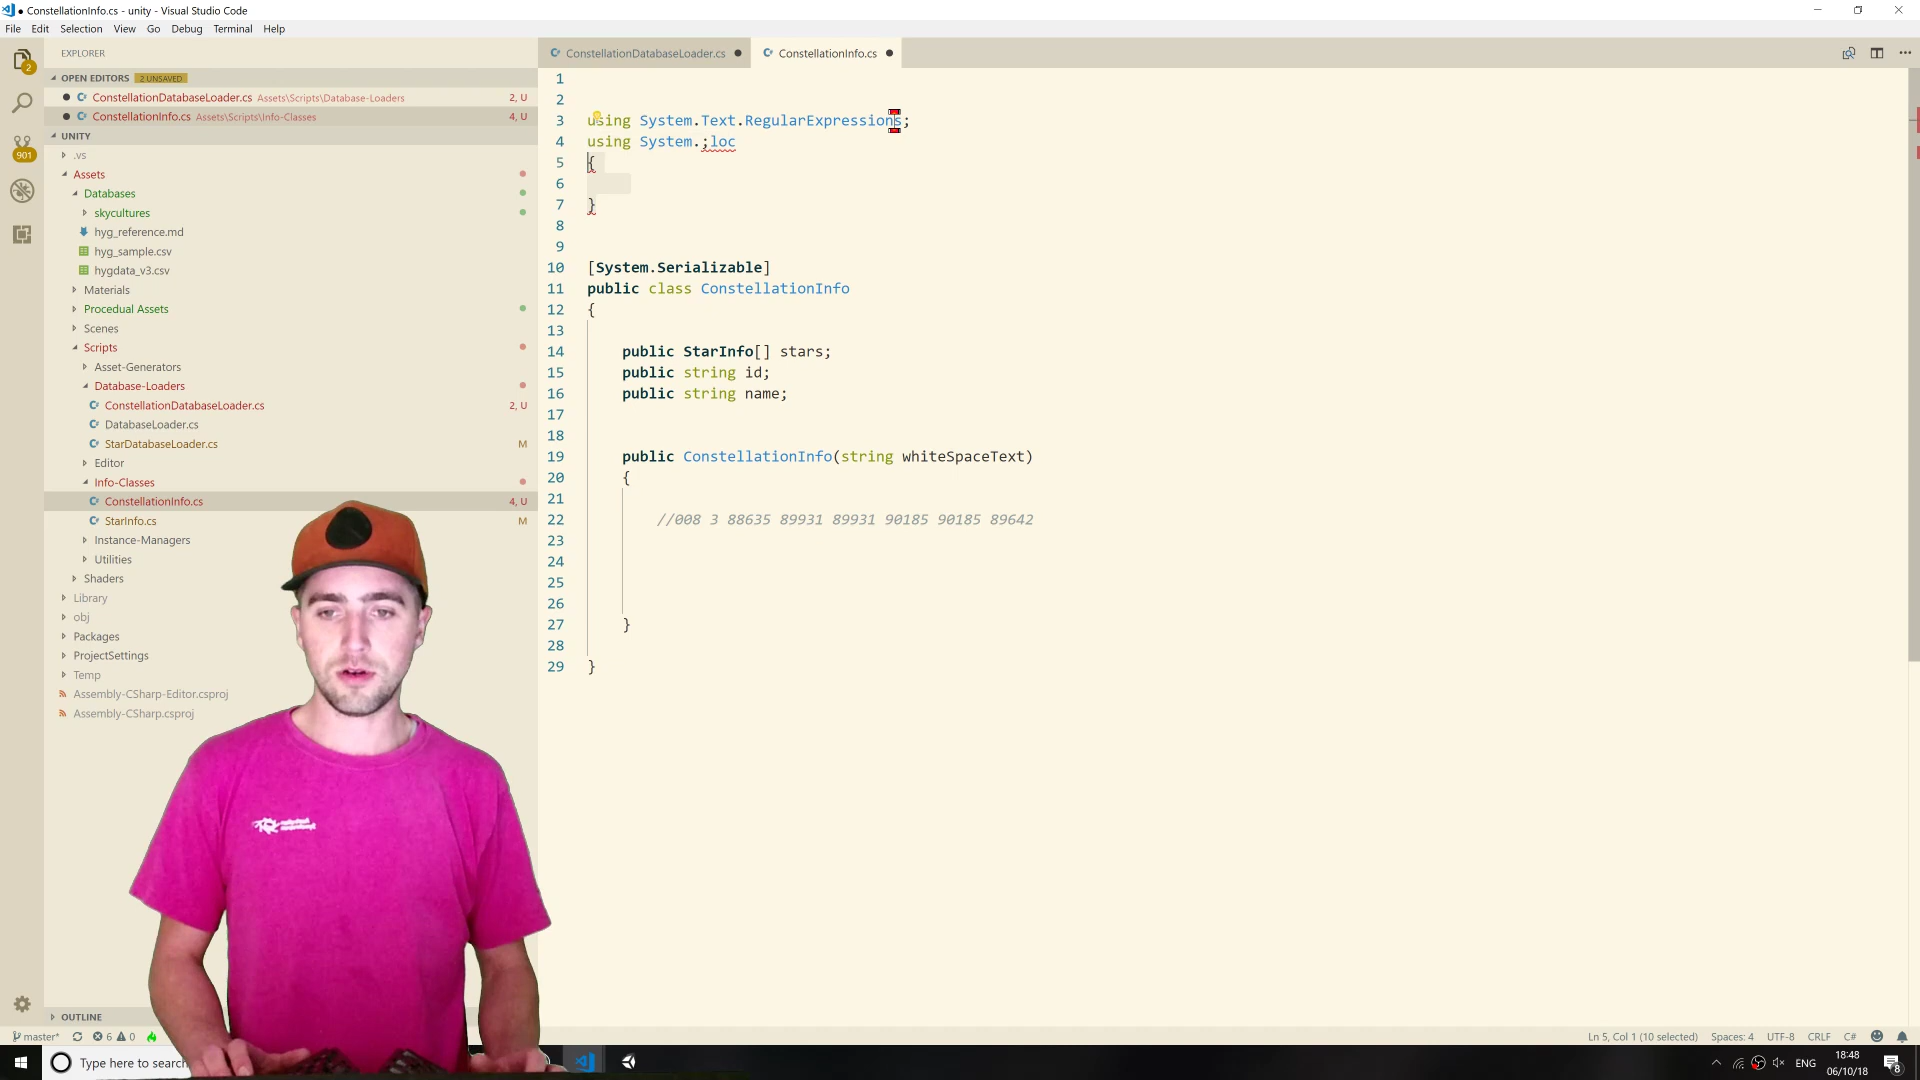 ConstellationInfo.cs - unity - Visual Studio Code
File Edit Selection View Go Debug Terminal Help
EXPLORER
ConstellationDatabaseLoader.cs
ConstellationInfo.cs
OPEN EDITORS 2 UNSAVED
ConstellationDatabaseLoader.cs Assets\Scripts\Database-Loaders 2, U
ConstellationInfo.cs Assets\Scripts\Info-Classes 4, U
UNITY
.vs
Assets
Databases
skycultures
hyg_reference.md
hyg_sample.csv
hygdata_v3.csv
Materials
Procedual Assets
Scenes
Scripts
Asset-Generators
Database-Loaders
ConstellationDatabaseLoader.cs 2, U
DatabaseLoader.cs
StarDatabaseLoader.cs M
Editor
Info-Classes
ConstellationInfo.cs 4, U
StarInfo.cs M
Instance-Managers
Utilities
Shaders
Library
obj
Packages
ProjectSettings
Temp
Assembly-CSharp-Editor.csproj
Assembly-CSharp.csproj
OUTLINE
2
901
1
2
3 using System.Text.RegularExpressions;
4 using System.;loc
5 {
6
7 }
8
9
10 [System.Serializable]
11 public class ConstellationInfo
12 {
13
14 public StarInfo[] stars;
15 public string id;
16 public string name;
17
18
19 public ConstellationInfo(string whiteSpaceText)
20 {
21
22 //008 3 88635 89931 89931 90185 90185 89642
23
24
25
26
27 }
28
29 }
master* 6 0
Ln 5, Col 1 (10 selected) Spaces: 4 UTF-8 CRLF C#
Type here to search
ENG
18:48
06/10/18
8